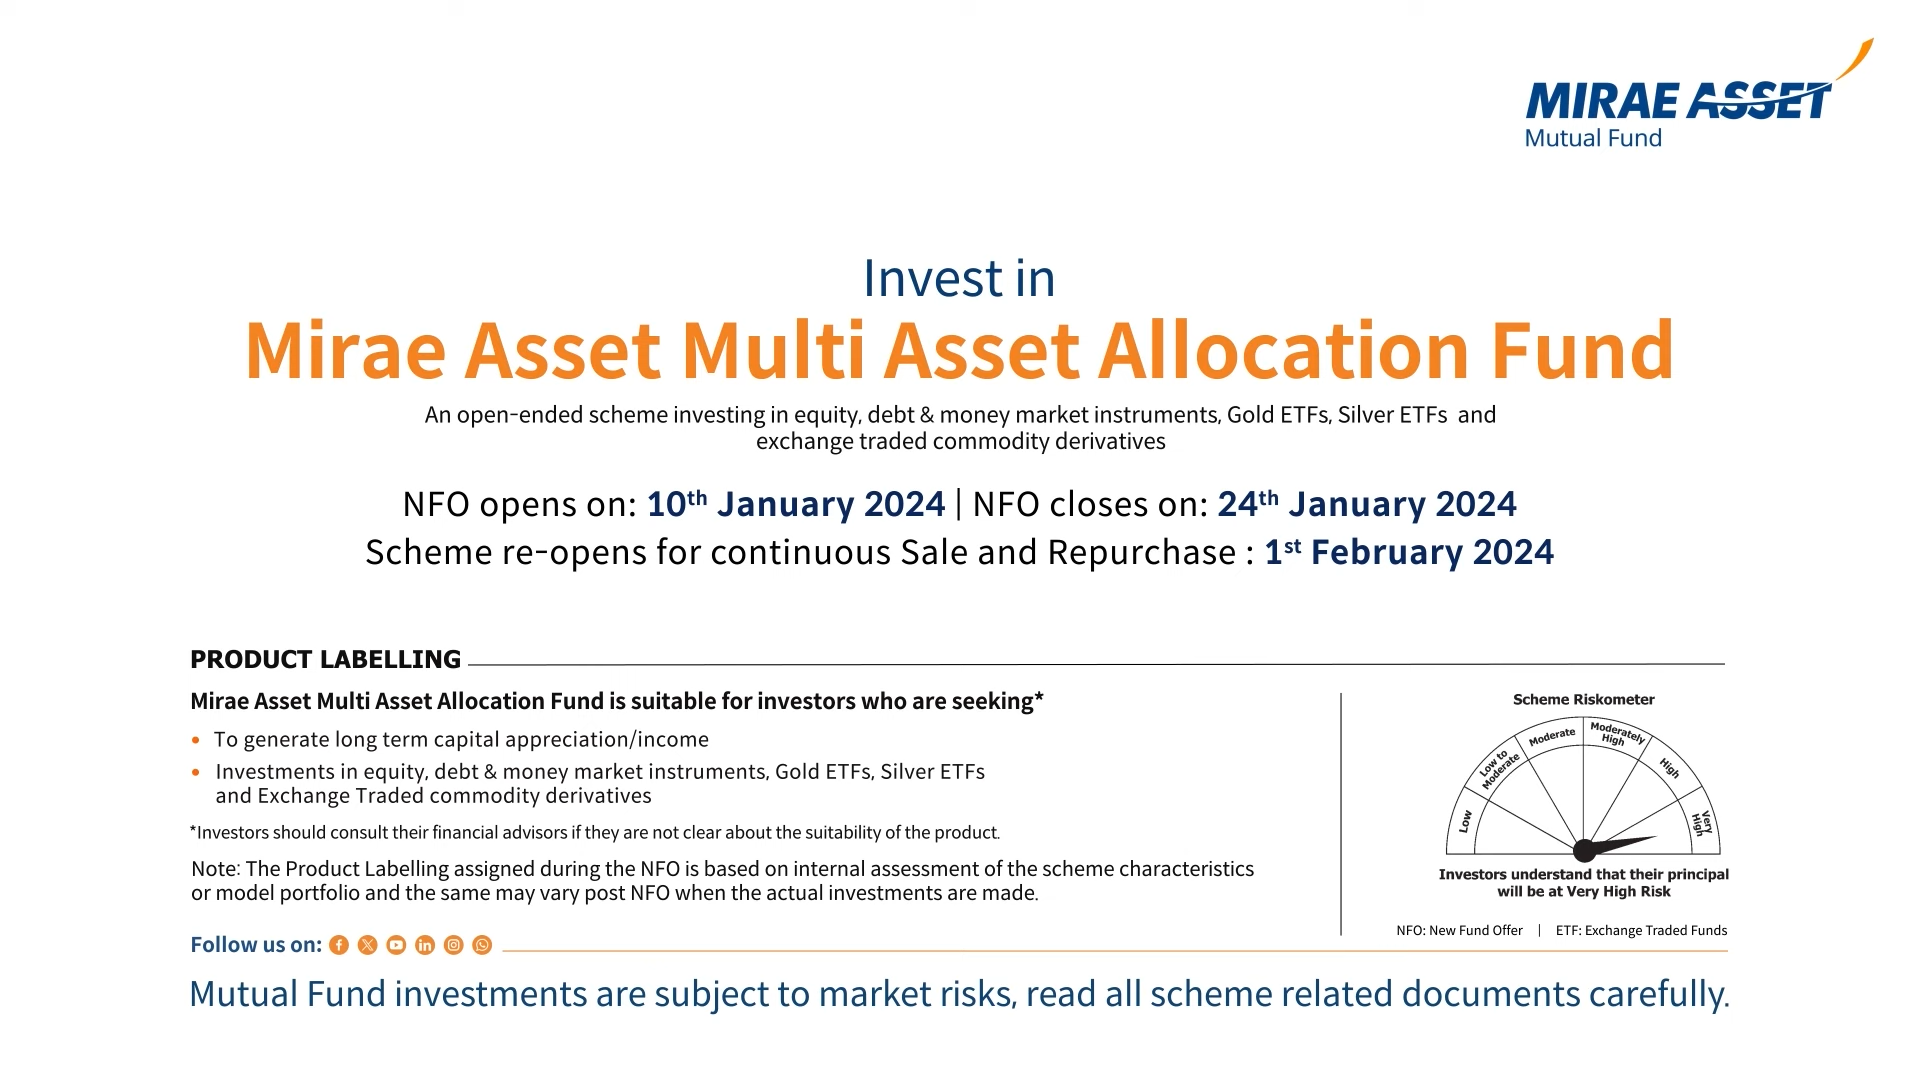 MIRAE ASSET
Mutual Fund
Invest in
Mirae Asset Multi Asset Allocation Fund
An open-ended scheme investing in equity, debt & money market instruments, Gold ETFs, Silver ETFs and
exchange traded commodity derivatives
NFO opens on: 10th January 2024 | NFO closes on: 24th January 2024
Scheme re-opens for continuous Sale and Repurchase : 1st February 2024
PRODUCT LABELLING
Mirae Asset Multi Asset Allocation Fund is suitable for investors who are seeking*
• To generate long term capital appreciation/income
• Investments in equity, debt & money market instruments, Gold ETFs, Silver ETFs
and Exchange Traded commodity derivatives
*Investors should consult their financial advisors if they are not clear about the suitability of the product.
Note: The Product Labelling assigned during the NFO is based on internal assessment of the scheme characteristics
or model portfolio and the same may vary post NFO when the actual investments are made.
Scheme Riskometer
Low
Low to
Moderate
Moderate
Moderately
High
High
Very
High
Investors understand that their principal
will be at Very High Risk
NFO: New Fund Offer | ETF: Exchange Traded Funds
Follow us on:
Mutual Fund investments are subject to market risks, read all scheme related documents carefully.